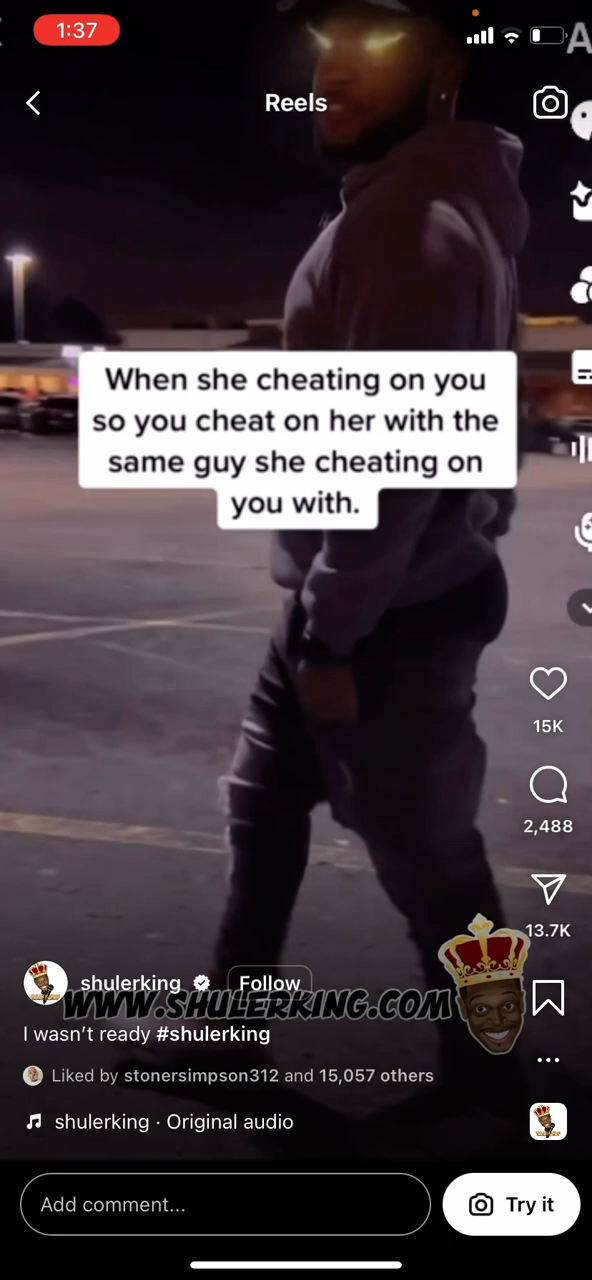 1:37
A
Reels
When she cheating on you
so you cheat on her with the
same guy she cheating on
you with.
15K
2,488
13.7K
shulerking Follow
WWW.SHULERKING.COM
I wasn't ready #shulerking
Liked by stonersimpson312 and 15,057 others
shulerking · Original audio
Add comment...
Try it